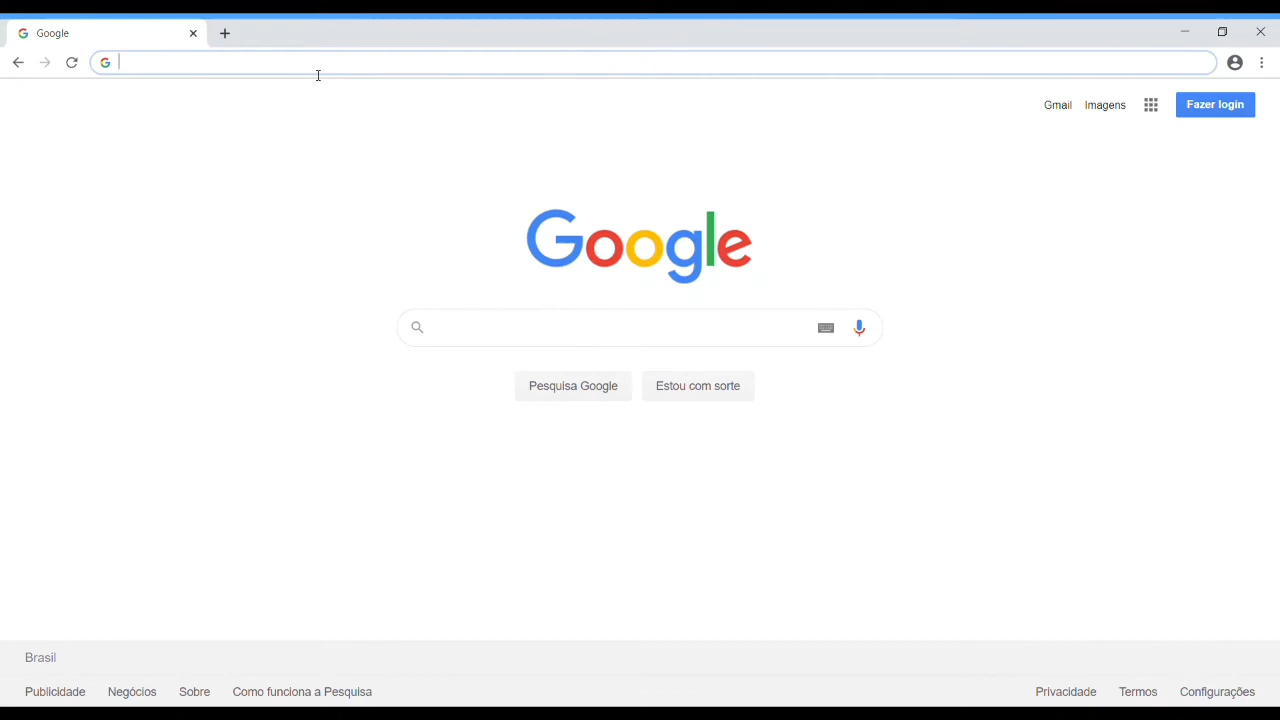 Google
Gmail Imagens Fazer login
Google
Pesquisa Google Estou com sorte
Brasil
Publicidade Negócios Sobre Como funciona a Pesquisa Privacidade Termos Configurações